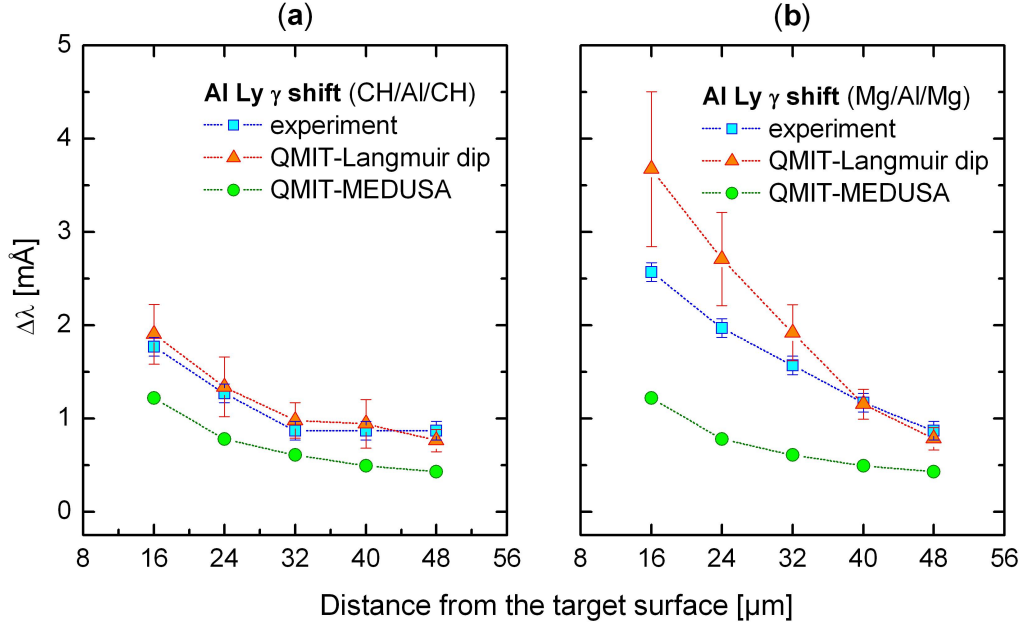 (a)
Al Ly γ shift (CH/Al/CH)
experiment
QMIT-Langmuir dip
QMIT-MEDUSA
5
4
3
2
1
0
Δλ [mÅ]
8 16 24 32 40 48 56
(b)
Al Ly γ shift (Mg/Al/Mg)
experiment
QMIT-Langmuir dip
QMIT-MEDUSA
8 16 24 32 40 48 56
Distance from the target surface [µm]